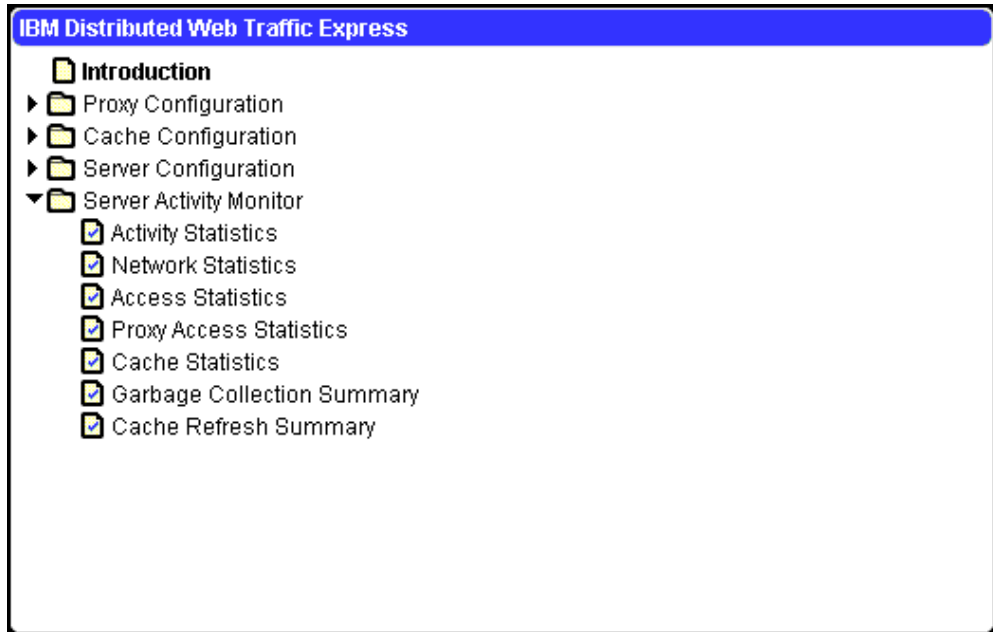 IBM Distributed Web Traffic Express
Introduction
Proxy Configuration
Cache Configuration
Server Configuration
Server Activity Monitor
Activity Statistics
Network Statistics
Access Statistics
Proxy Access Statistics
Cache Statistics
Garbage Collection Summary
Cache Refresh Summary